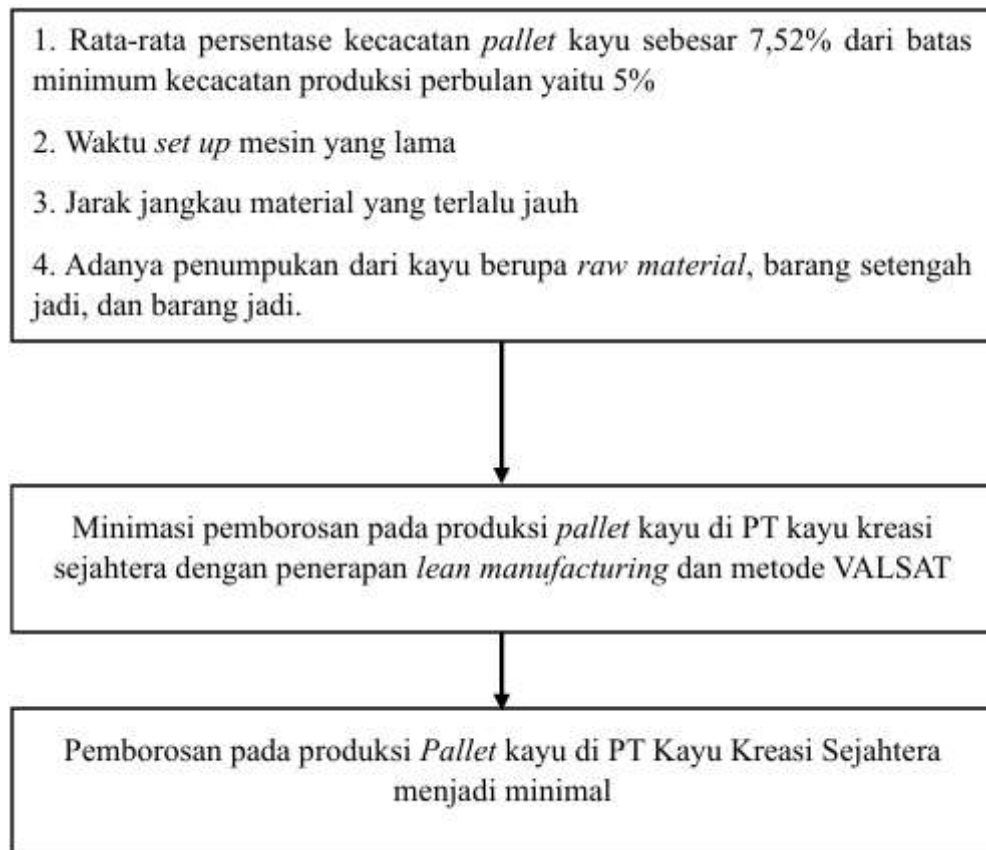 1. Rata-rata persentase kecacatan pallet kayu sebesar 7,52% dari batas
minimum kecacatan produksi perbulan yaitu 5%
2. Waktu set up mesin yang lama
3. Jarak jangkau material yang terlalu jauh
4. Adanya penumpukan dari kayu berupa raw material, barang setengah
jadi, dan barang jadi.
Minimasi pemborosan pada produksi pallet kayu di PT kayu kreasi
sejahtera dengan penerapan lean manufacturing dan metode VALSAT
Pemborosan pada produksi Pallet kayu di PT Kayu Kreasi Sejahtera
menjadi minimal